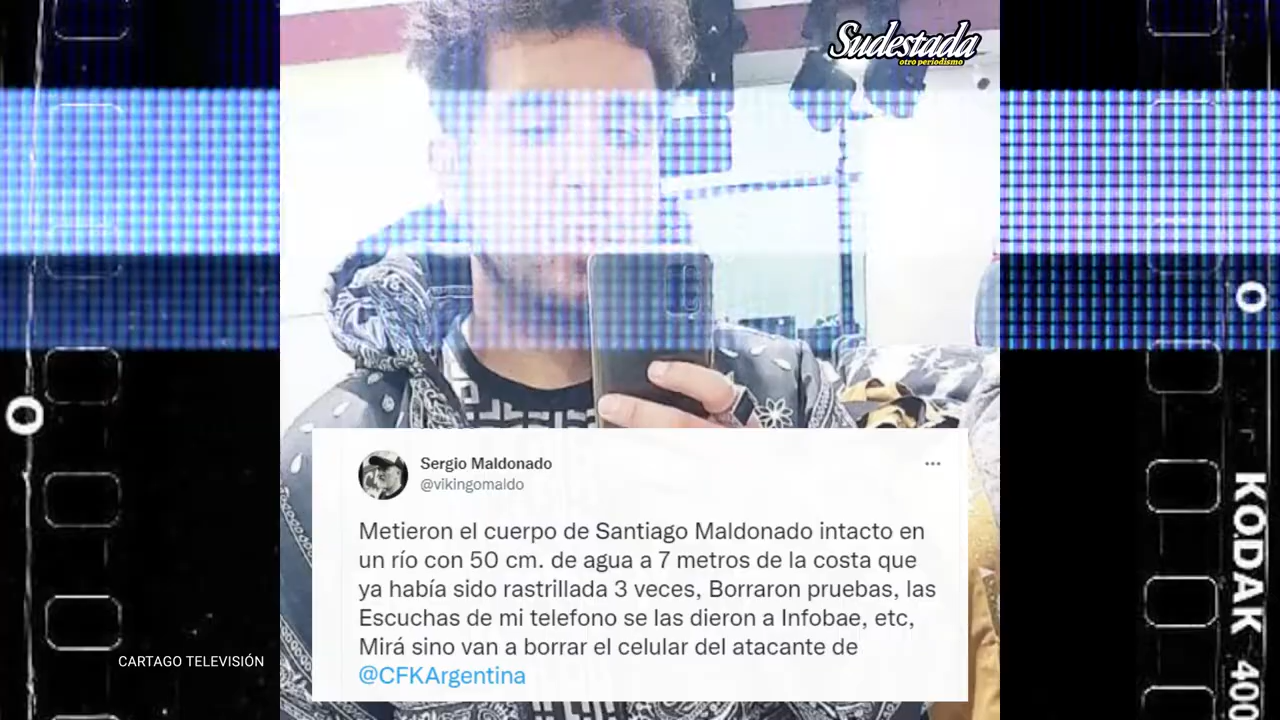 Sudestada
otro periodismo
Sergio Maldonado
@vikingomaldo
Metieron el cuerpo de Santiago Maldonado intacto en
un río con 50 cm. de agua a 7 metros de la costa que
ya había sido rastrillada 3 veces, Borraron pruebas, las
Escuchas de mi telefono se las dieron a Infobae, etc,
Mirá sino van a borrar el celular del atacante de
@CFKArgentina
CARTAGO TELEVISIÓN
O
O
KODAK 400